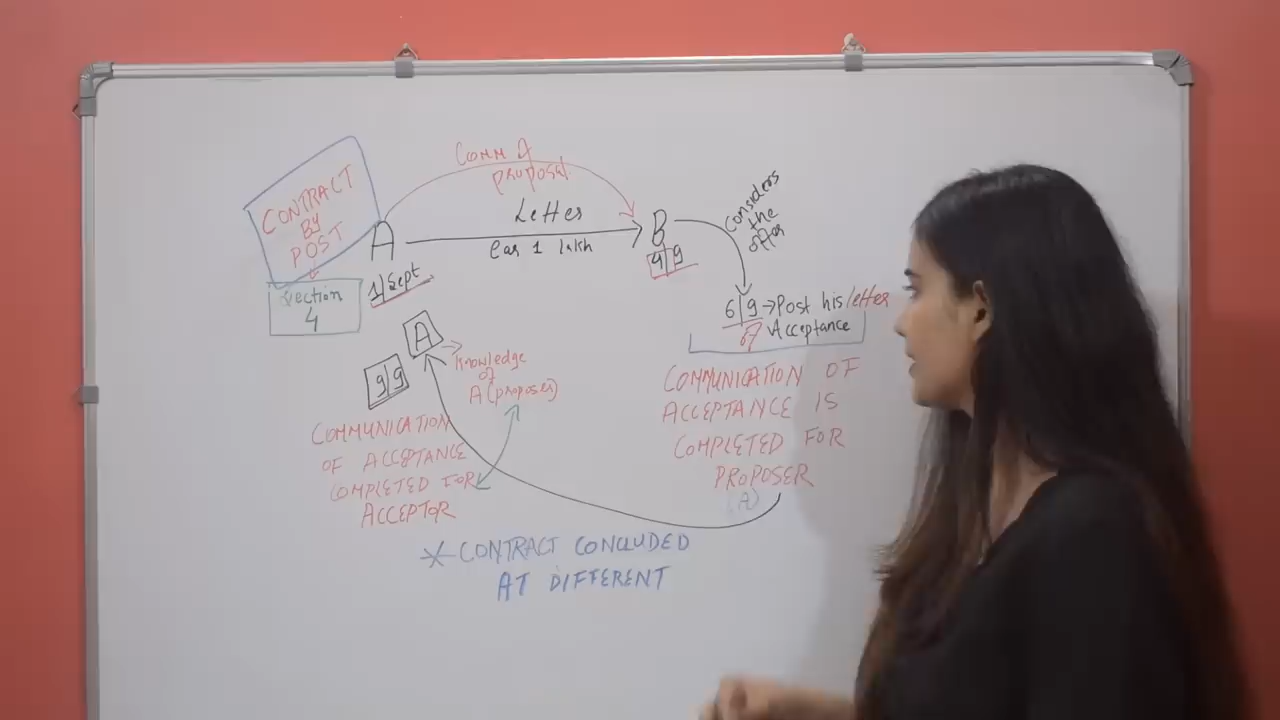 CONTRACT
BY
POST
Section
4
A
1/Sept
Comm of
proposal
Letter
Car 1 lakh
B
4/9
Considers
the
offer
6/9 → Post his letter
of Acceptance
COMMUNICATION OF
ACCEPTANCE IS
COMPLETED FOR
PROPOSER
(A)
A
9/9
Knowledge
of
A (proposer)
COMMUNICATION
OF ACCEPTANCE
COMPLETED FOR
ACCEPTOR
* CONTRACT CONCLUDED
AT DIFFERENT